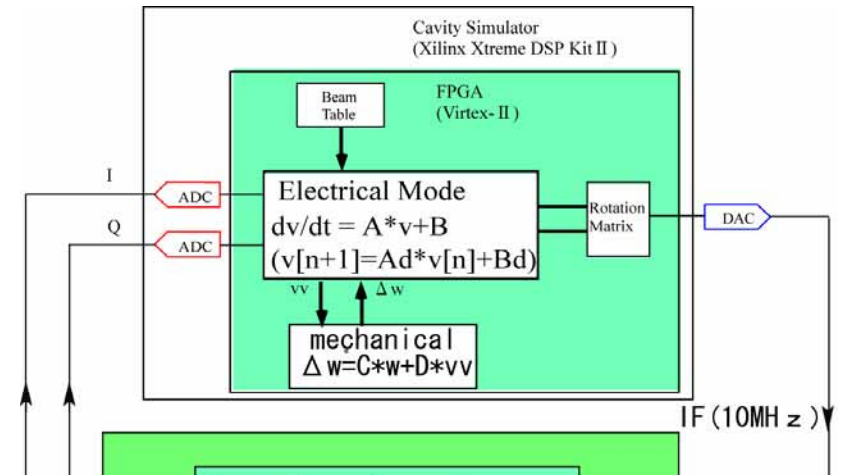 Cavity Simulator
(Xilinx Xtreme DSP Kit Ⅱ)
FPGA
(Virtex-Ⅱ)
Beam
Table
I
ADC
Electrical Mode
dv/dt = A*v+B
(v[n+1]=Ad*v[n]+Bd)
Q
ADC
Rotation
Matrix
DAC
vv
Δw
mechanical
Δw=C*w+D*vv
IF(10MHz)